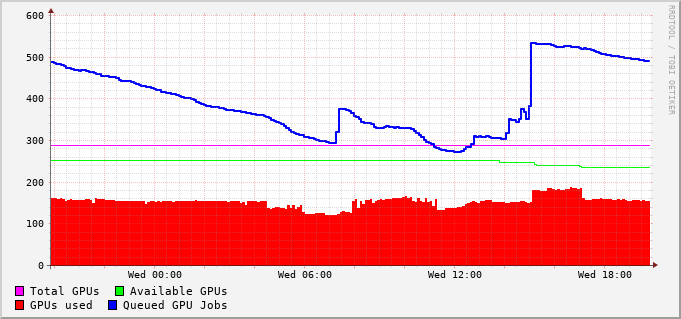 600
500
400
300
200
100
0
Wed 00:00 Wed 06:00 Wed 12:00 Wed 18:00
Total GPUs Available GPUs
GPUs used Queued GPU Jobs
RRDTOOL / TOBI OETIKER